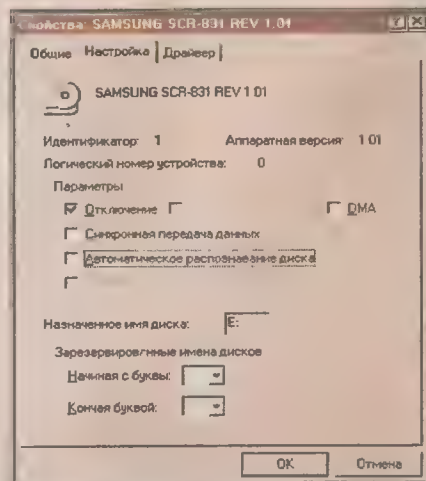 Свойства: SAMSUNG SCR-831 REV 1.01
Общие Настройка Драйвер
SAMSUNG SCR-831 REV 1 01
Идентификатор: 1 Аппаратная версия: 1 01
Логический номер устройства: 0
Параметры
Отключение DMA
Синхронная передача данных
Автоматическое распознавание диска
Назначенное имя диска: E:
Зарезервированные имена дисков
Начиная с буквы:
Кончая буквой:
OK Отмена